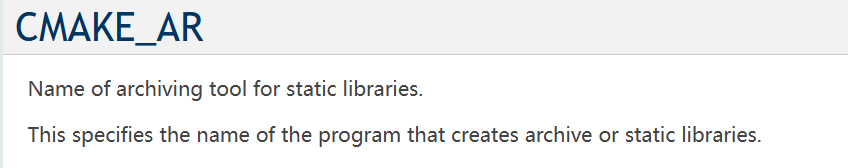 CMAKE_AR
Name of archiving tool for static libraries.
This specifies the name of the program that creates archive or static libraries.